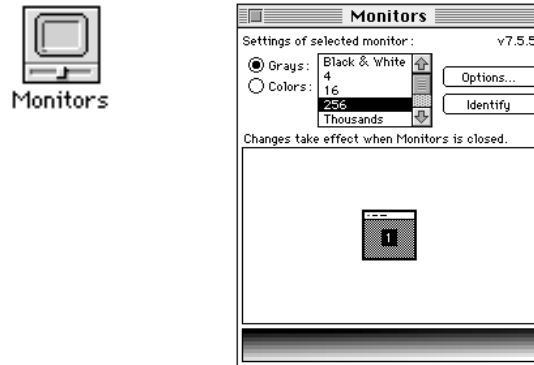 Monitors
Monitors
Settings of selected monitor: v7.5.5
Grays:
Colors:
Black & White
4
16
256
Thousands
Options...
Identify
Changes take effect when Monitors is closed.
1